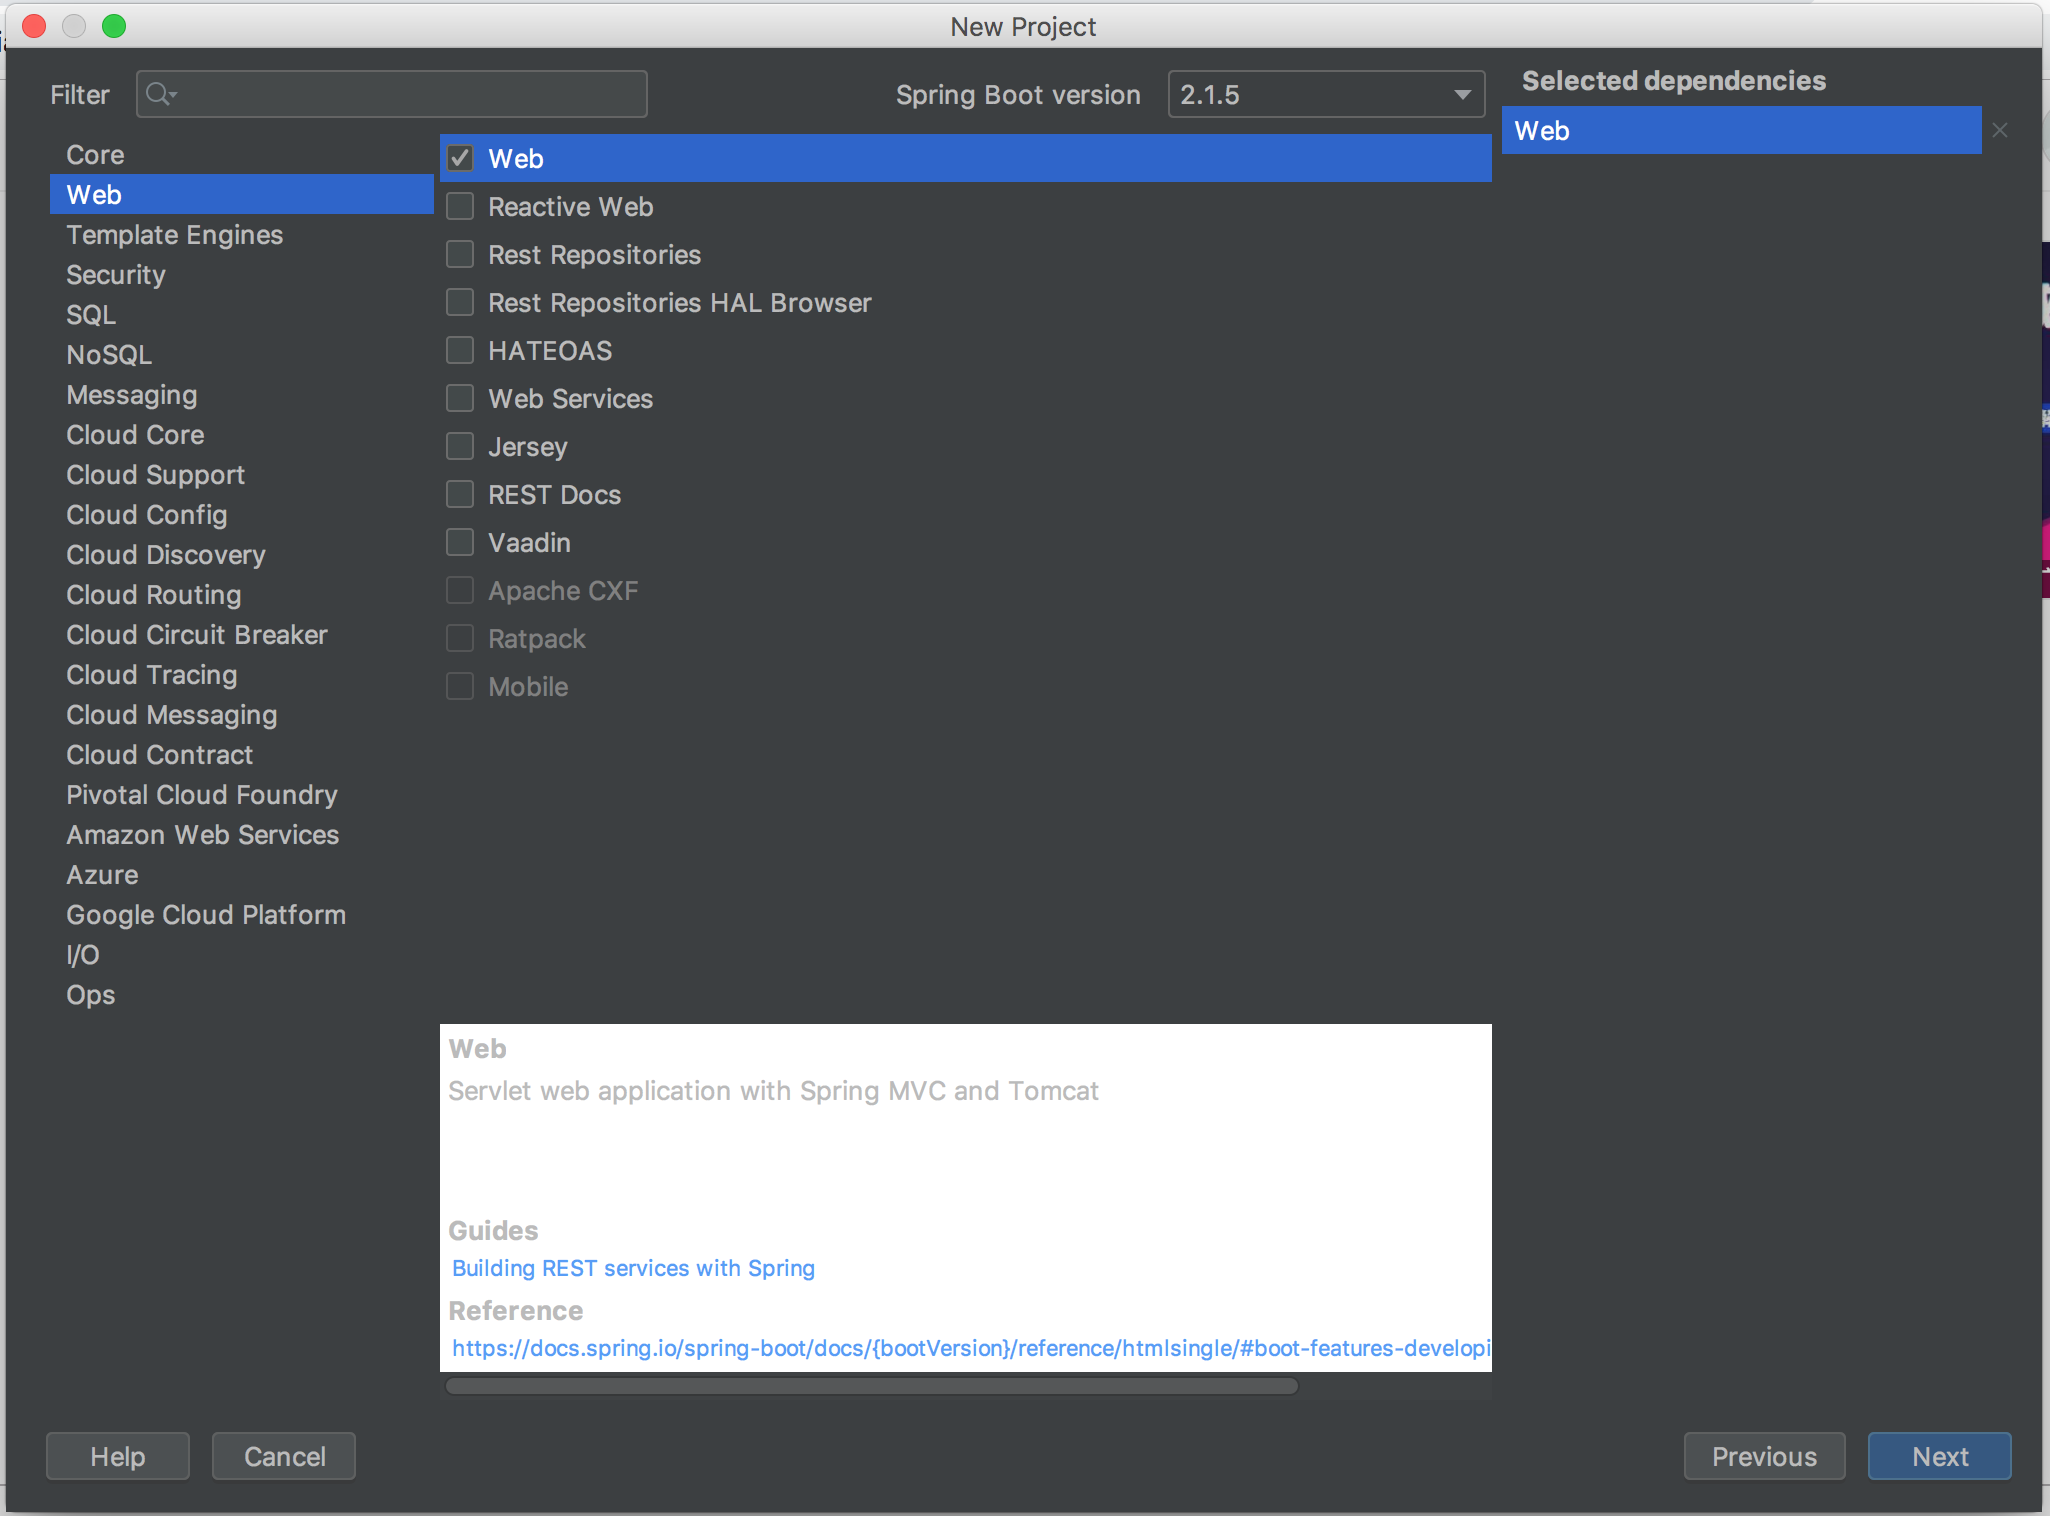 New Project
Filter
Spring Boot version
2.1.5
Selected dependencies
Web
Core
Web
Template Engines
Security
SQL
NoSQL
Messaging
Cloud Core
Cloud Support
Cloud Config
Cloud Discovery
Cloud Routing
Cloud Circuit Breaker
Cloud Tracing
Cloud Messaging
Cloud Contract
Pivotal Cloud Foundry
Amazon Web Services
Azure
Google Cloud Platform
I/O
Ops
Web
Reactive Web
Rest Repositories
Rest Repositories HAL Browser
HATEOAS
Web Services
Jersey
REST Docs
Vaadin
Apache CXF
Ratpack
Mobile
Web
Servlet web application with Spring MVC and Tomcat
Guides
Building REST services with Spring
Reference
https://docs.spring.io/spring-boot/docs/{bootVersion}/reference/htmlsingle/#boot-features-developi
Help
Cancel
Previous
Next